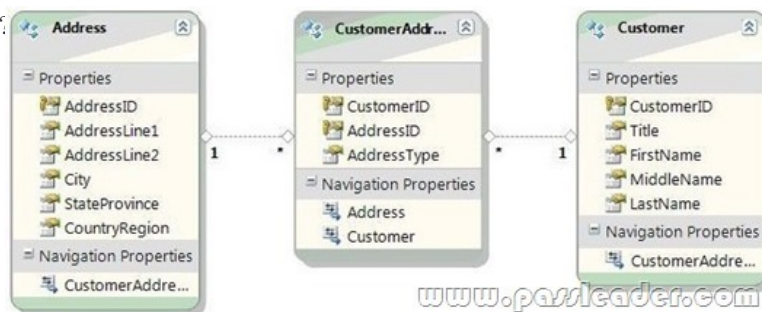 Address
Properties
AddressID
AddressLine1
AddressLine2
City
StateProvince
CountryRegion
Navigation Properties
CustomerAddre...
1
*
CustomerAddr...
Properties
CustomerID
AddressID
AddressType
Navigation Properties
Address
Customer
*
1
Customer
Properties
CustomerID
Title
FirstName
MiddleName
LastName
Navigation Properties
CustomerAddre...
www.passleader.com